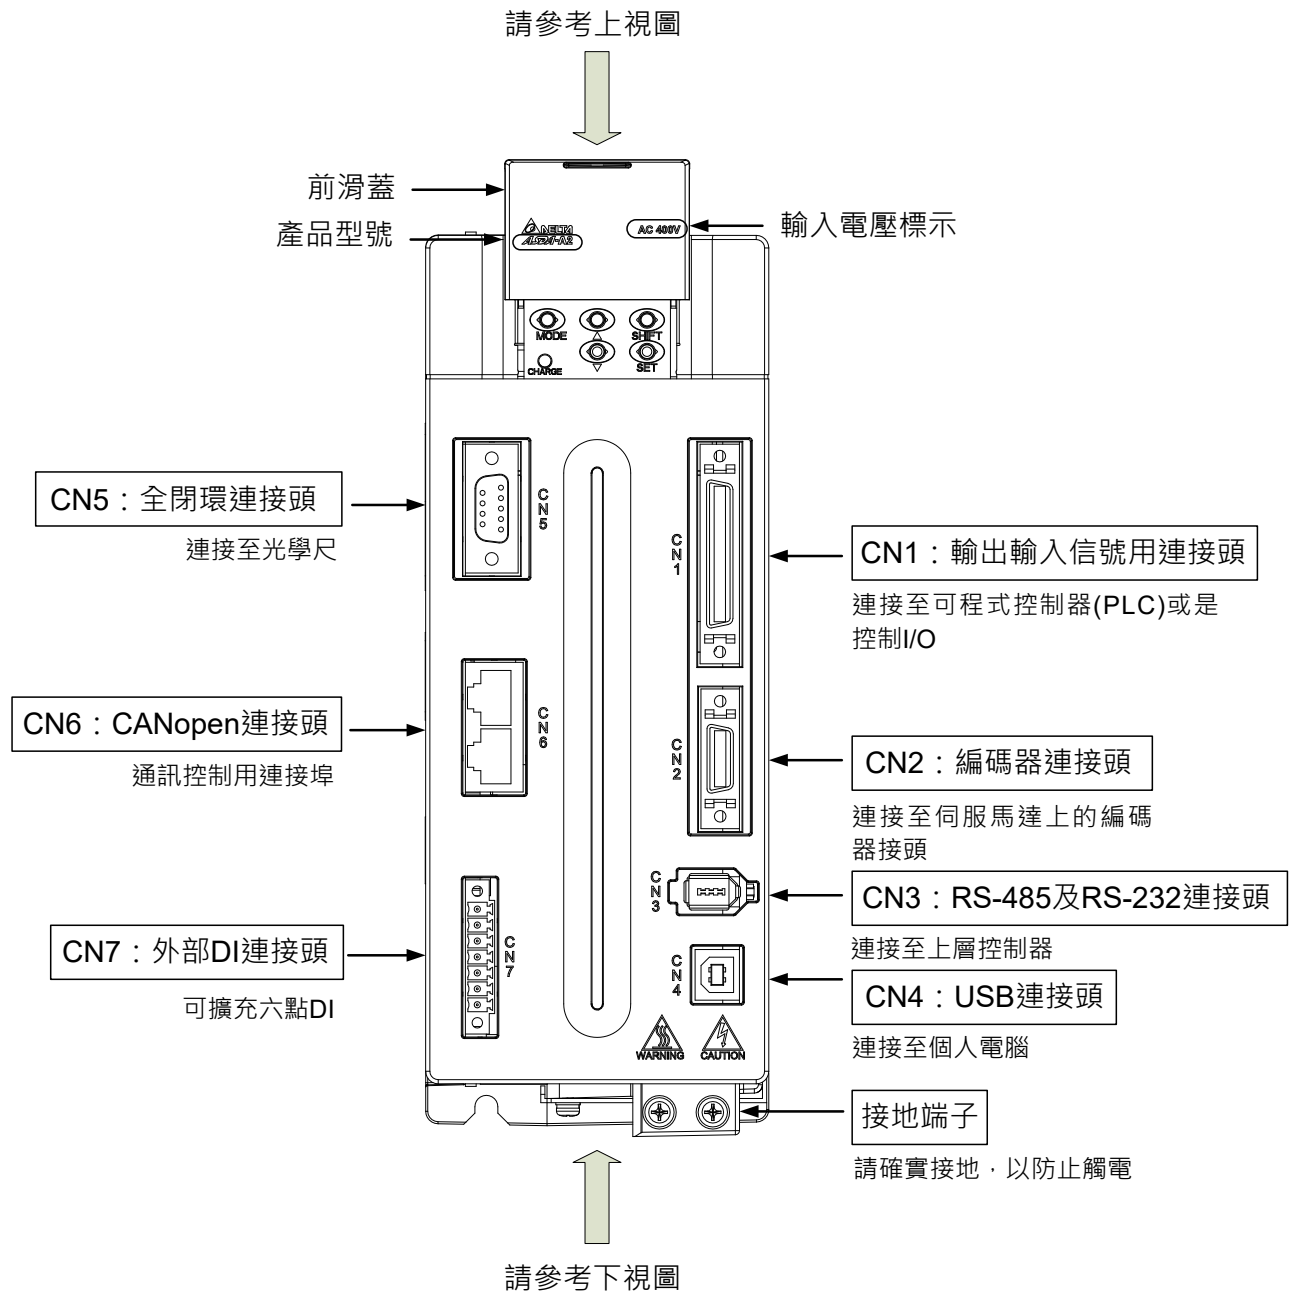 請參考上視圖
前滑蓋
產品型號
輸入電壓標示
DELTA
ASDA-A2
AC 400V
MODE
SHIFT
CHARGE
SET
CN5：全閉環連接頭
連接至光學尺
CN5
CN1
CN1：輸出輸入信號用連接頭
連接至可程式控制器(PLC)或是
控制I/O
CN6：CANopen連接頭
通訊控制用連接埠
CN6
CN2
CN2：編碼器連接頭
連接至伺服馬達上的編碼
器接頭
CN3
CN3：RS-485及RS-232連接頭
連接至上層控制器
CN7：外部DI連接頭
可擴充六點DI
CN7
CN4
CN4：USB連接頭
連接至個人電腦
WARNING
CAUTION
接地端子
請確實接地，以防止觸電
請參考下視圖